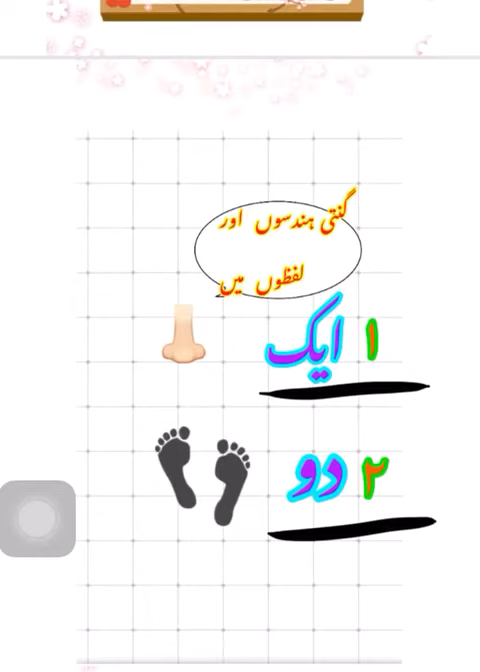 گنتی ہندسوں اور
لفظوں میں
۱ ایک
۲ دو